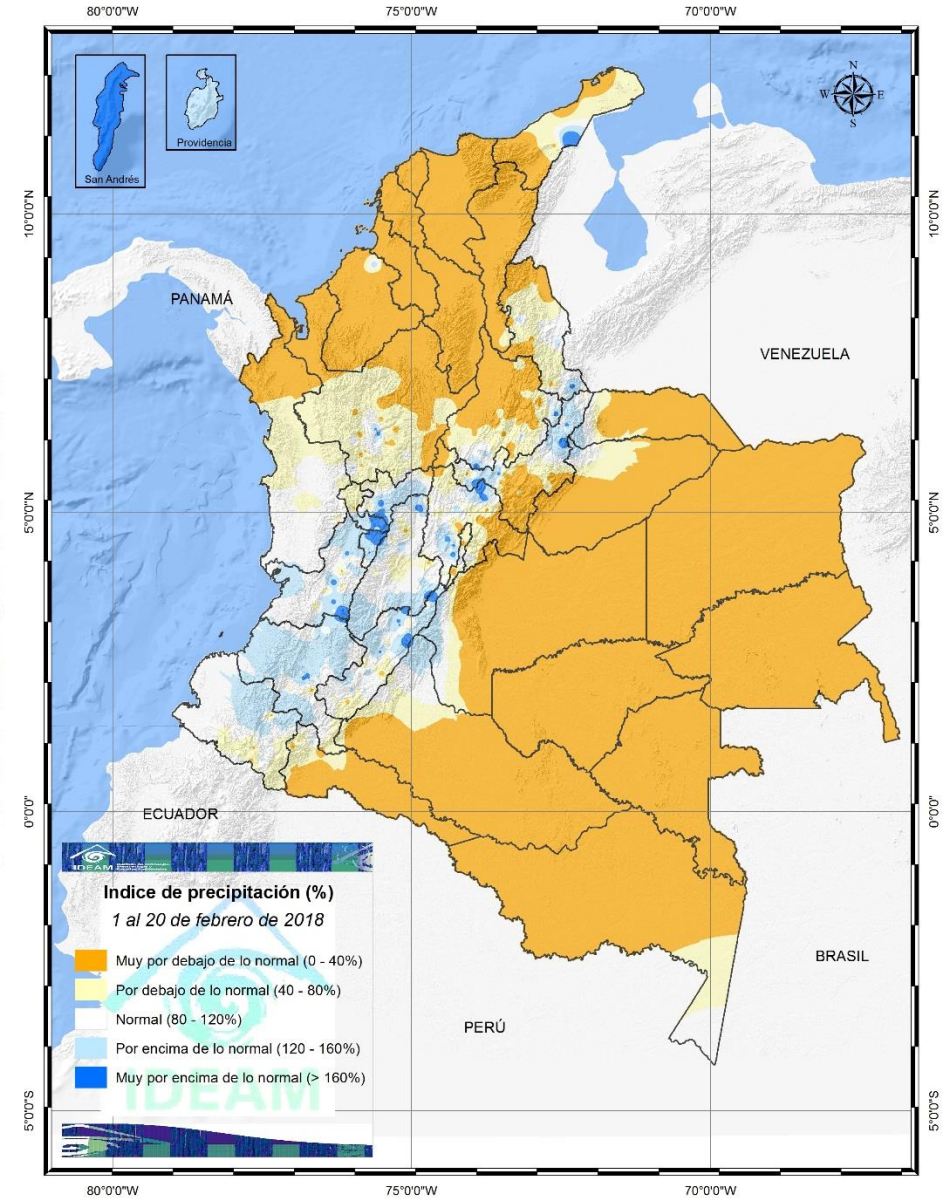 80°0'0"W 75°0'0"W 70°0'0"W
N
W E
S
San Andrés
Providencia
10°0'0"N 10°0'0"N
PANAMÁ
VENEZUELA
5°0'0"N 5°0'0"N
ECUADOR
0°0'0" 0°0'0"
IDEAM
Indice de precipitación (%)
1 al 20 de febrero de 2018
Muy por debajo de lo normal (0 - 40%)
Por debajo de lo normal (40 - 80%)
Normal (80 - 120%)
Por encima de lo normal (120 - 160%)
Muy por encima de lo normal (> 160%)
IDEAM
BRASIL
PERÚ
5°0'0"S 5°0'0"S
80°0'0"W 75°0'0"W 70°0'0"W